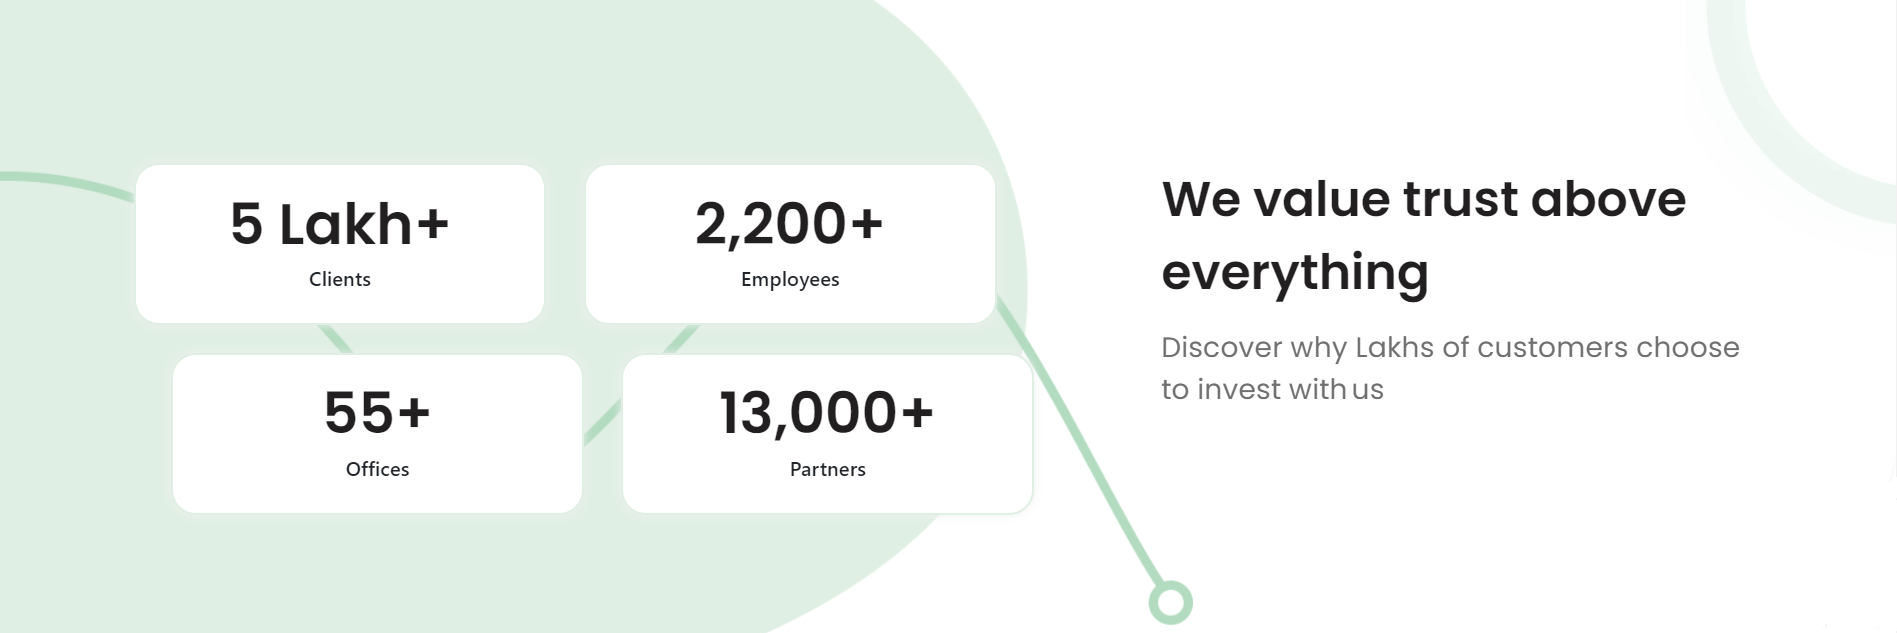 5 Lakh+
Clients
2,200+
Employees
55+
Offices
13,000+
Partners
We value trust above
everything
Discover why Lakhs of customers choose
to invest with us